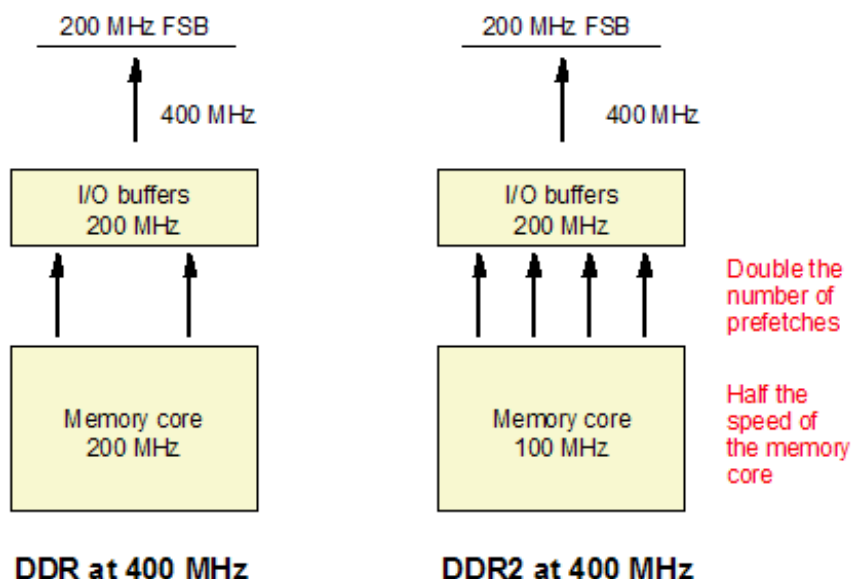 200 MHz FSB
400 MHz
I/O buffers
200 MHz
Memory core
200 MHz
DDR at 400 MHz
200 MHz FSB
400 MHz
I/O buffers
200 MHz
Double the
number of
prefetches
Memory core
100 MHz
Half the
speed of
the memory
core
DDR2 at 400 MHz